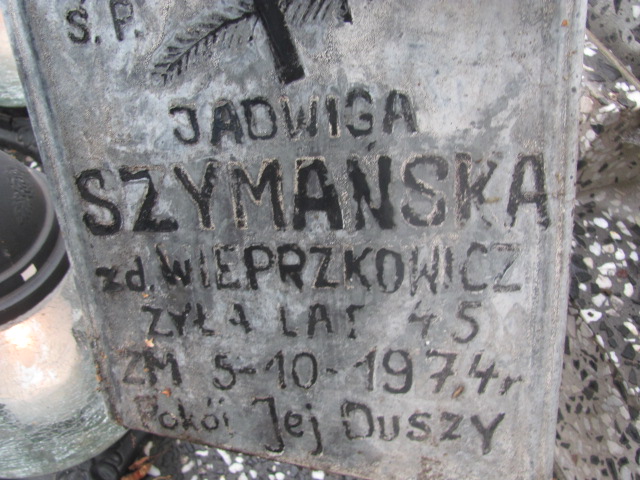 Ś.P.
JADWIGA
SZYMAŃSKA
zd. WIEPRZKOWICZ
ŻYŁA LAT 45
ZM 5-10-1974r
Pokój Jej Duszy